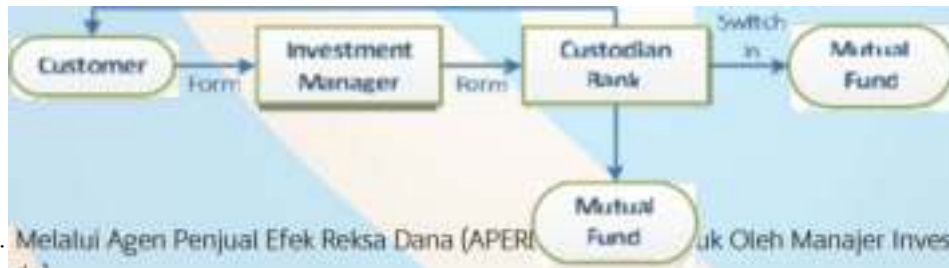 Switch
in
Customer
Form
Investment
Manager
Form
Custodian
Bank
Mutual
Fund
Mutual
Fund
. Melalui Agen Penjual Efek Reksa Dana (APER
uk Oleh Manajer Inves